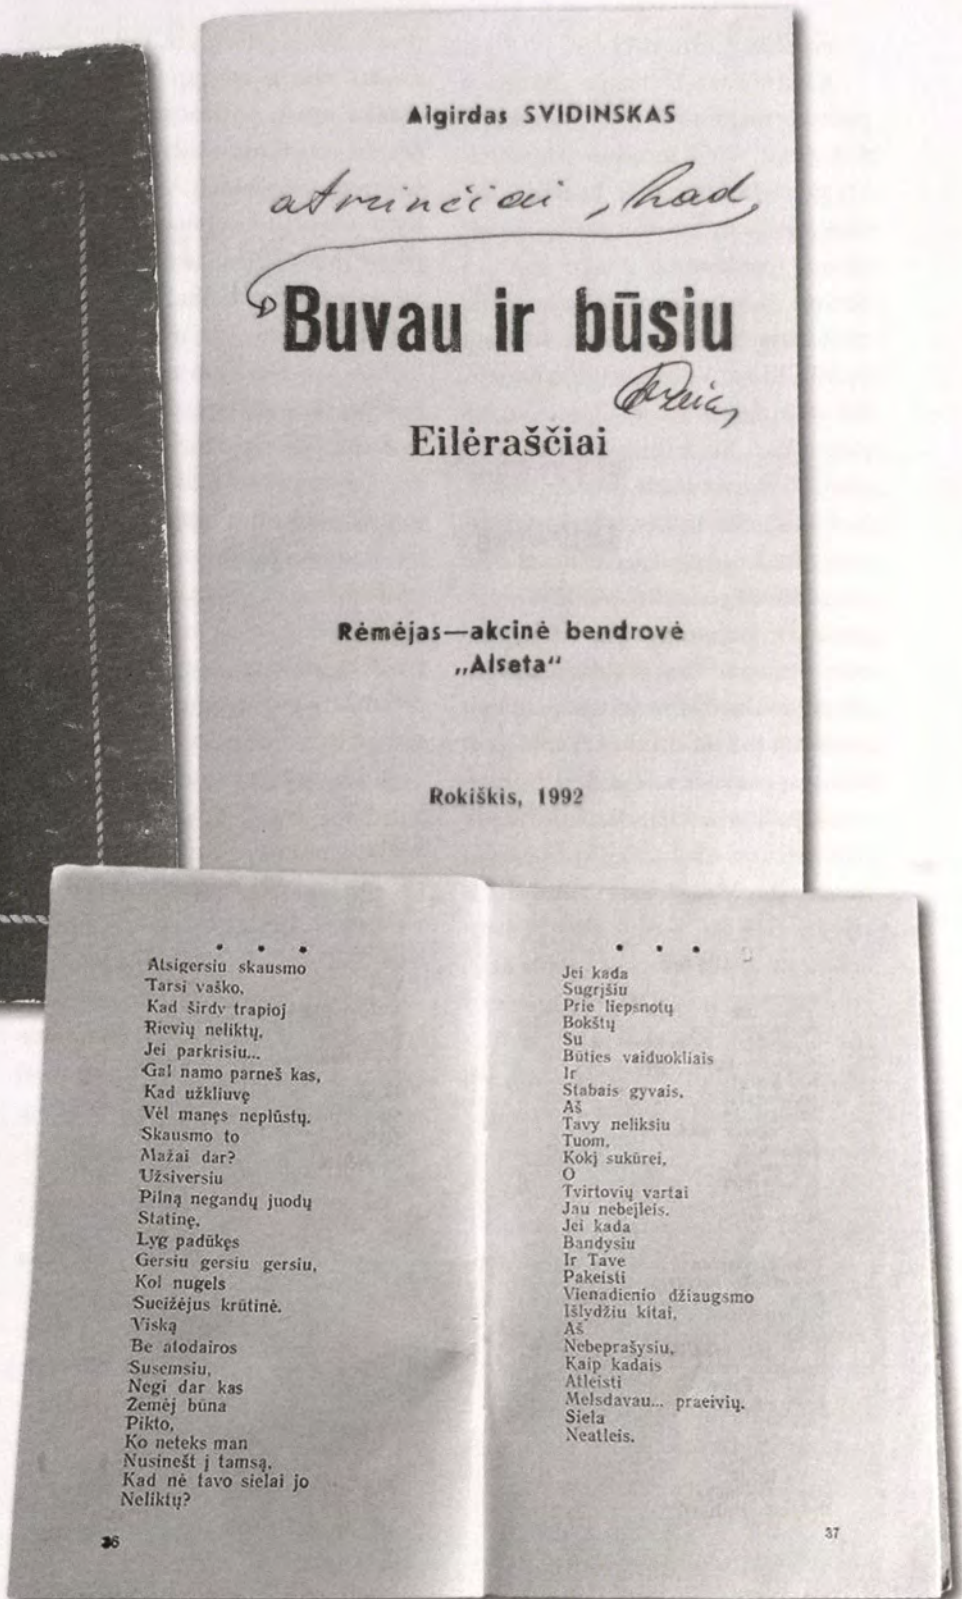 Algirdas SVIDINSKAS
atminčiai, kad
Buvau ir būsiu
Eilėraščiai
Rėmėjas—akcinė bendrovė
„Alseta“
Rokiškis, 1992
• • •
Atsigersiu skausmo
Tarsi vaško,
Kad širdy trapioj
Rievių neliktų,
Jei parkrisiu...
Gal namo parneš kas,
Kad užkliuvę
Vėl manęs neplūstų.
Skausmo to
Mažai dar?
Užsiversiu
Pilną negandų juodų
Statinę,
Lyg padūkęs
Gersiu gersiu gersiu,
Kol nugels
Sueižėjus krūtinė.
Viską
Be atodairos
Susemsiu,
Negi dar kas
Žemėj būna
Pikto,
Ko neteks man
Nusinešt į tamsą,
Kad nė tavo sielai jo
Neliktų?
36
• • •
Jei kada
Sugrįšiu
Prie liepsnotų
Bokštų
Su
Būties vaiduokliais
Ir
Stabais gyvais,
Aš
Tavy neliksiu
Tuom,
Kokį sukūrei,
O
Tvirtovių vartai
Jau nebeįleis.
Jei kada
Bandysiu
Ir Tave
Pakeisti
Vienadienio džiaugsmo
Išlydžiu kitai,
Aš
Nebeprašysiu,
Kaip kadais
Atleisti
Melsdavau... praeivių.
Siela
Neatleis.
37